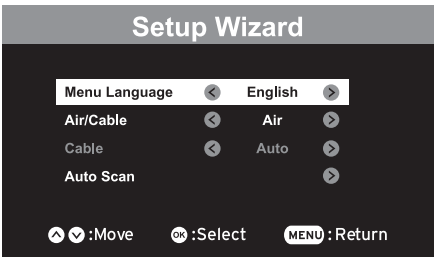 Setup Wizard
Menu Language < English >
Air/Cable < Air >
Cable < Auto >
Auto Scan >
:Move OK :Select MENU : Return